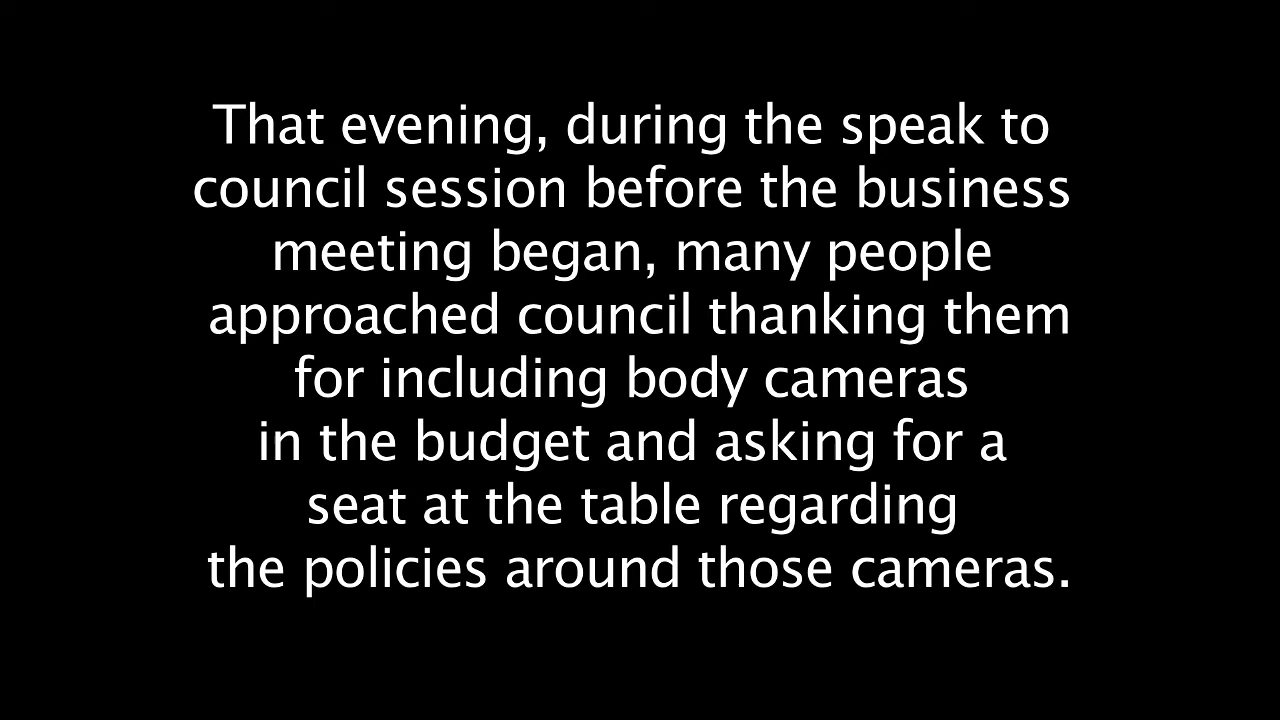 That evening, during the speak to
council session before the business
meeting began, many people
approached council thanking them
for including body cameras
in the budget and asking for a
seat at the table regarding
the policies around those cameras.